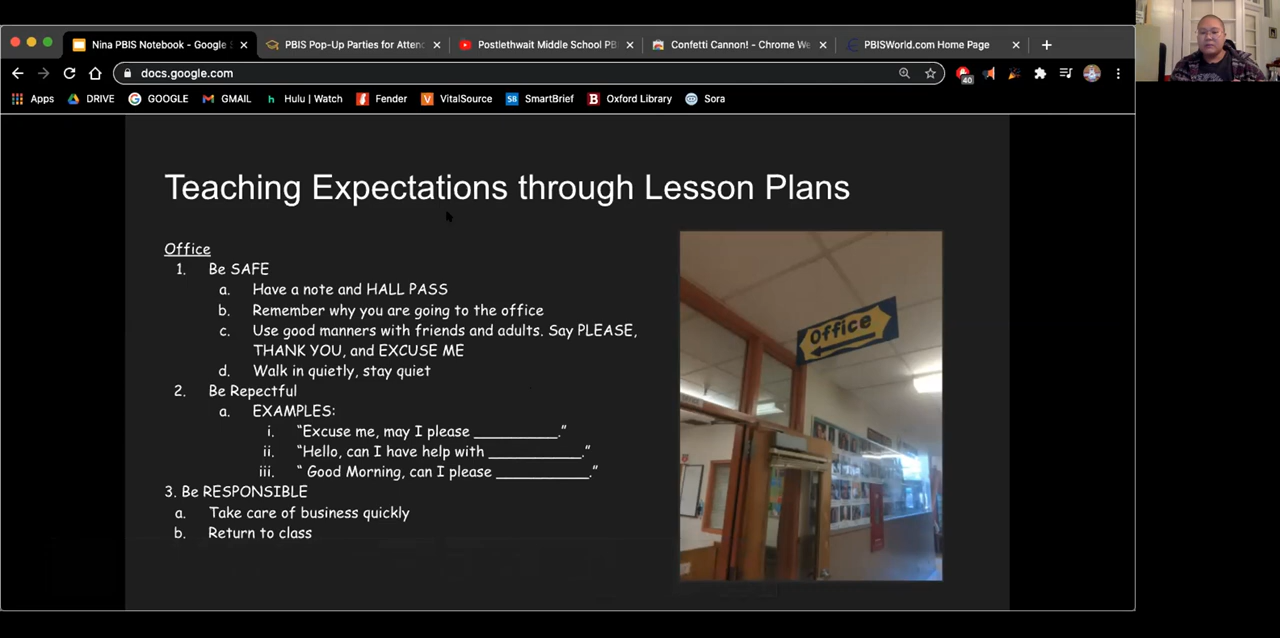 Nina PBIS Notebook - Google S
PBIS Pop-Up Parties for Attenc
Postlethwait Middle School PB
Confetti Cannon! - Chrome We
PBISWorld.com Home Page
docs.google.com
40
Apps
DRIVE
GOOGLE
GMAIL
Hulu | Watch
Fender
VitalSource
SmartBrief
Oxford Library
Sora
Teaching Expectations through Lesson Plans
Office
1. Be SAFE
a. Have a note and HALL PASS
b. Remember why you are going to the office
c. Use good manners with friends and adults. Say PLEASE,
THANK YOU, and EXCUSE ME
d. Walk in quietly, stay quiet
2. Be Repectful
a. EXAMPLES:
i. “Excuse me, may I please __________.”
ii. “Hello, can I have help with ___________.”
iii. “ Good Morning, can I please ___________.”
3. Be RESPONSIBLE
a. Take care of business quickly
b. Return to class
Office